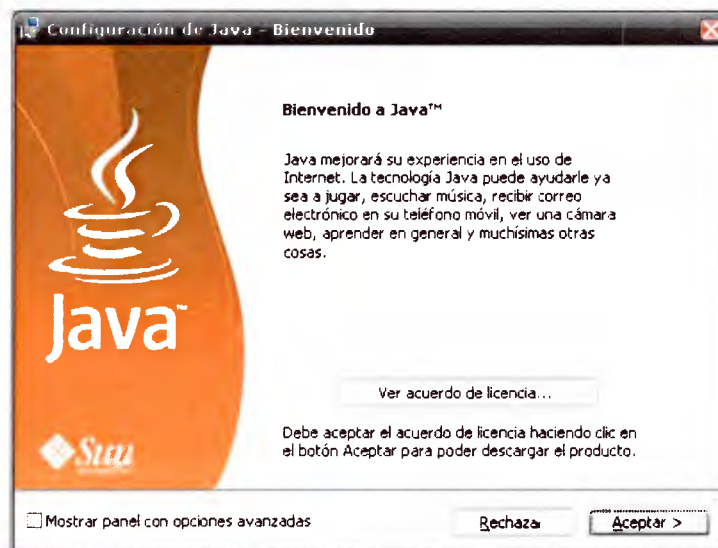 Configuración de Java - Bienvenido
Bienvenido a Java™
Java mejorará su experiencia en el uso de
Internet. La tecnología Java puede ayudarle ya
sea a jugar, escuchar música, recibir correo
electrónico en su teléfono móvil, ver una cámara
web, aprender en general y muchísimas otras
cosas.
Java™
Ver acuerdo de licencia...
Debe aceptar el acuerdo de licencia haciendo clic en
el botón Aceptar para poder descargar el producto.
Sun
Mostrar panel con opciones avanzadas
Rechazar
Aceptar >